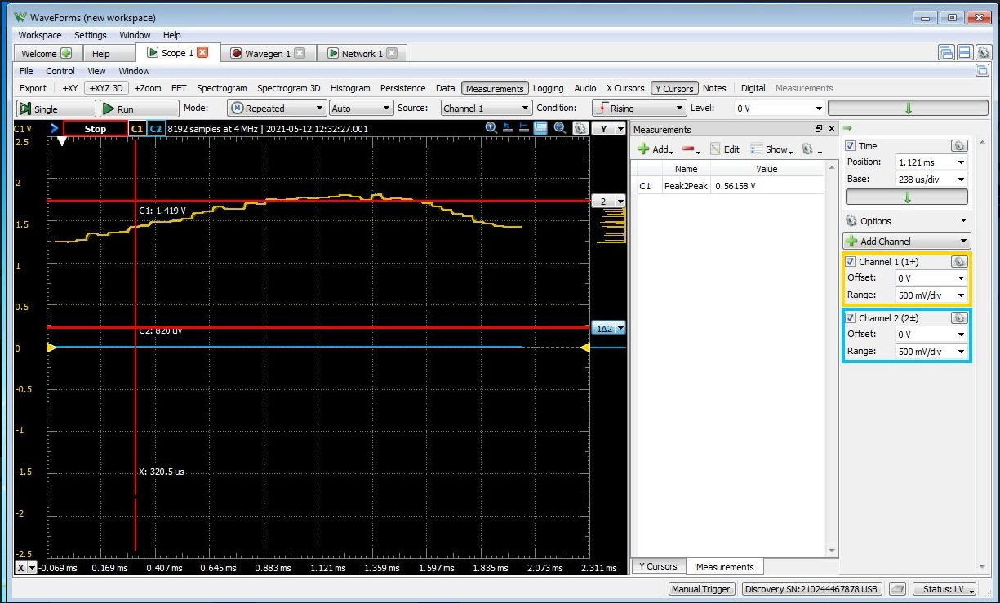 WaveForms (new workspace)
Workspace Settings Window Help
Welcome Help Scope 1 Wavegen 1 Network 1
File Control View Window
Export +XY +XYZ 3D +Zoom FFT Spectrogram Spectrogram 3D Histogram Persistence Data Measurements Logging Audio X Cursors Y Cursors Notes Digital Measurements
Single Run Mode: Repeated Auto Source: Channel 1 Condition: Rising Level: 0 V
C1 V Stop C1 C2 8192 samples at 4 MHz | 2021-05-12 12:32:27.001 Y
2.5
2
1.5
1
0.5
0
-0.5
-1
-1.5
-2
-2.5
C1: 1.419 V
C2: 820 uV
X: 320.5 us
2
1Δ2
X -0.069 ms 0.169 ms 0.407 ms 0.645 ms 0.883 ms 1.121 ms 1.359 ms 1.597 ms 1.835 ms 2.073 ms 2.311 ms
Measurements
Add Edit Show
Name Value
C1 Peak2Peak 0.56158 V
Y Cursors Measurements
Time
Position: 1.121 ms
Base: 238 us/div
Options
Add Channel
Channel 1 (1±)
Offset: 0 V
Range: 500 mV/div
Channel 2 (2±)
Offset: 0 V
Range: 500 mV/div
Manual Trigger Discovery SN:210244467878 USB Status: LV